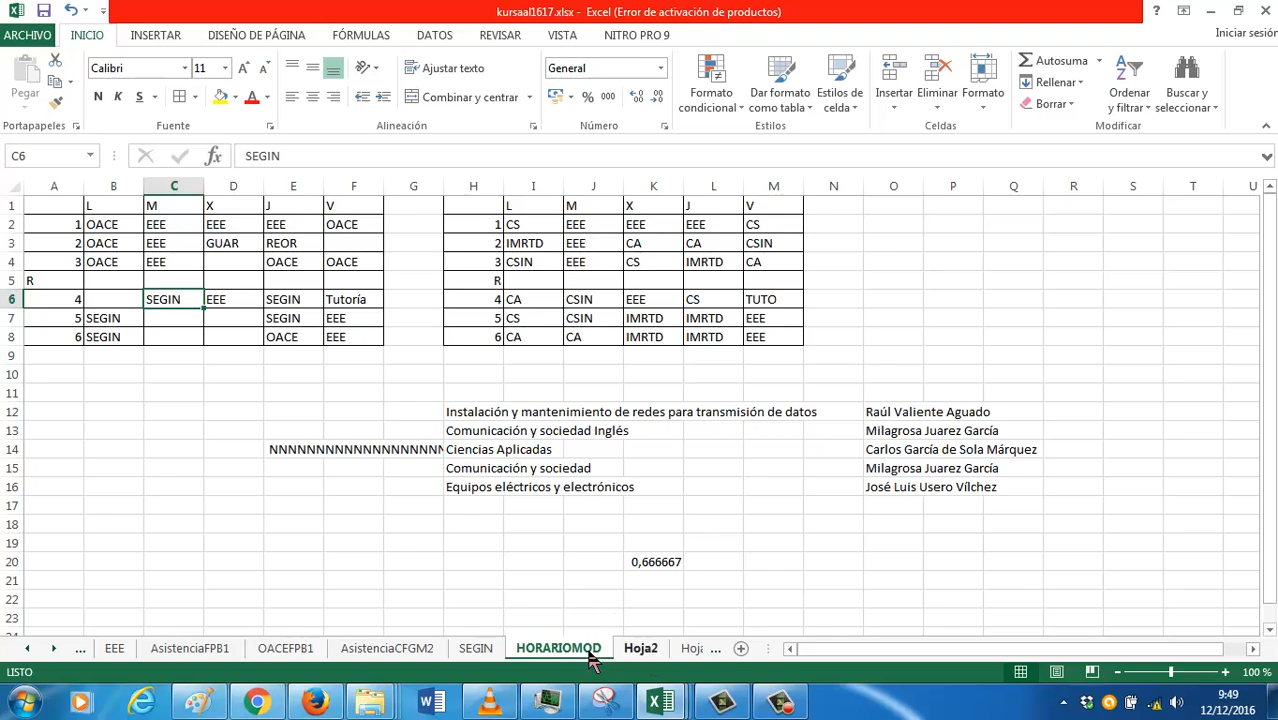 kursaal1617.xlsx - Excel (Error de activación de productos)
ARCHIVO INICIO INSERTAR DISEÑO DE PÁGINA FÓRMULAS DATOS REVISAR VISTA NITRO PRO 9 Iniciar sesión
Pegar
Calibri 11
N K S
Ajustar texto
Combinar y centrar
General
% 000
Formato condicional
Dar formato como tabla
Estilos de celda
Insertar Eliminar Formato
Autosuma
Rellenar
Borrar
Ordenar y filtrar
Buscar y seleccionar
Portapapeles Fuente Alineación Número Estilos Celdas Modificar
C6 SEGIN
A B C D E F G H I J K L M N O P Q R S T U
1 L M X J V L M X J V
2 1 OACE EEE EEE EEE OACE 1 CS EEE EEE EEE CS
3 2 OACE EEE GUAR REOR 2 IMRTD EEE CA CA CSIN
4 3 OACE EEE OACE OACE 3 CSIN EEE CS IMRTD CA
5 R R
6 4 SEGIN EEE SEGIN Tutoría 4 CA CSIN EEE CS TUTO
7 5 SEGIN SEGIN EEE 5 CS CSIN IMRTD IMRTD EEE
8 6 SEGIN OACE EEE 6 CA CA IMRTD IMRTD EEE
9
10
11
12 Instalación y mantenimiento de redes para transmisión de datos Raúl Valiente Aguado
13 Comunicación y sociedad Inglés Milagrosa Juarez García
14 NNNNNNNNNNNNNNNNNNN Ciencias Aplicadas Carlos García de Sola Márquez
15 Comunicación y sociedad Milagrosa Juarez García
16 Equipos eléctricos y electrónicos José Luis Usero Vílchez
17
18
19
20 0,666667
21
22
23
... EEE AsistenciaFPB1 OACEFPB1 AsistenciaCFGM2 SEGIN HORARIOMOD Hoja2 Hoja ...
LISTO 100 %
9:49
12/12/2016